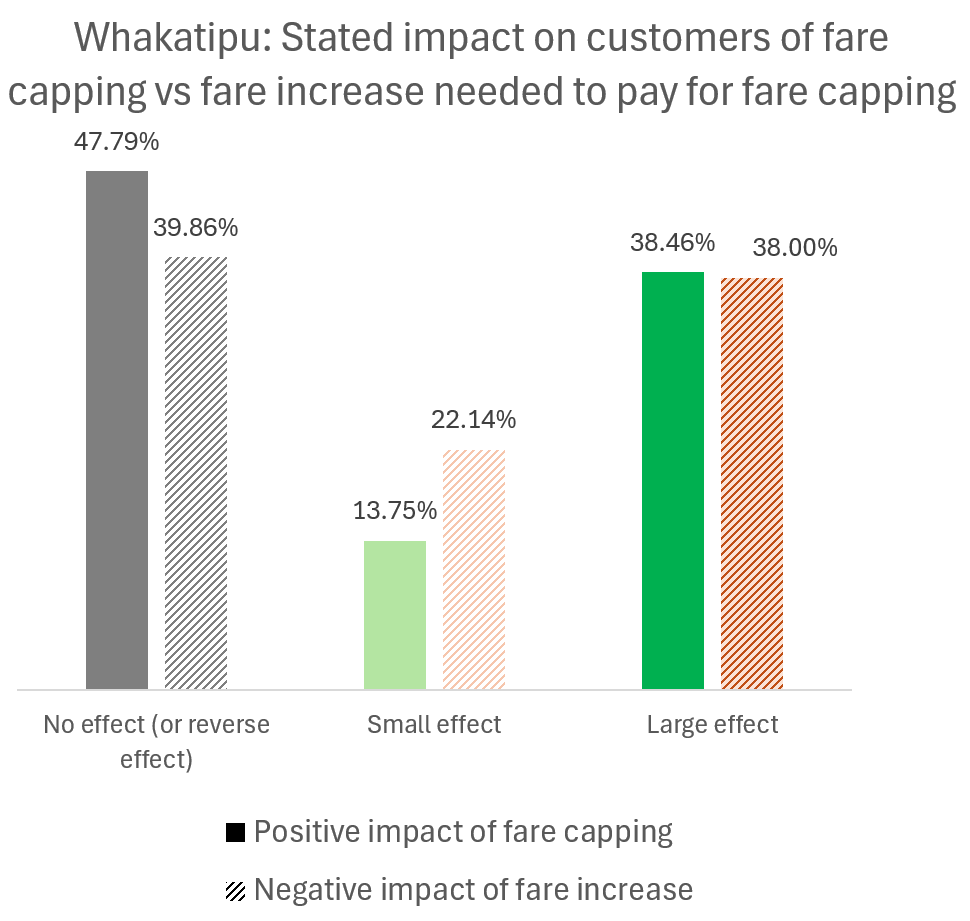 Whakatipu: Stated impact on customers of fare
capping vs fare increase needed to pay for fare capping
47.79%
39.86%
13.75%
22.14%
38.46%
38.00%
No effect (or reverse
effect)
Small effect
Large effect
Positive impact of fare capping
Negative impact of fare increase